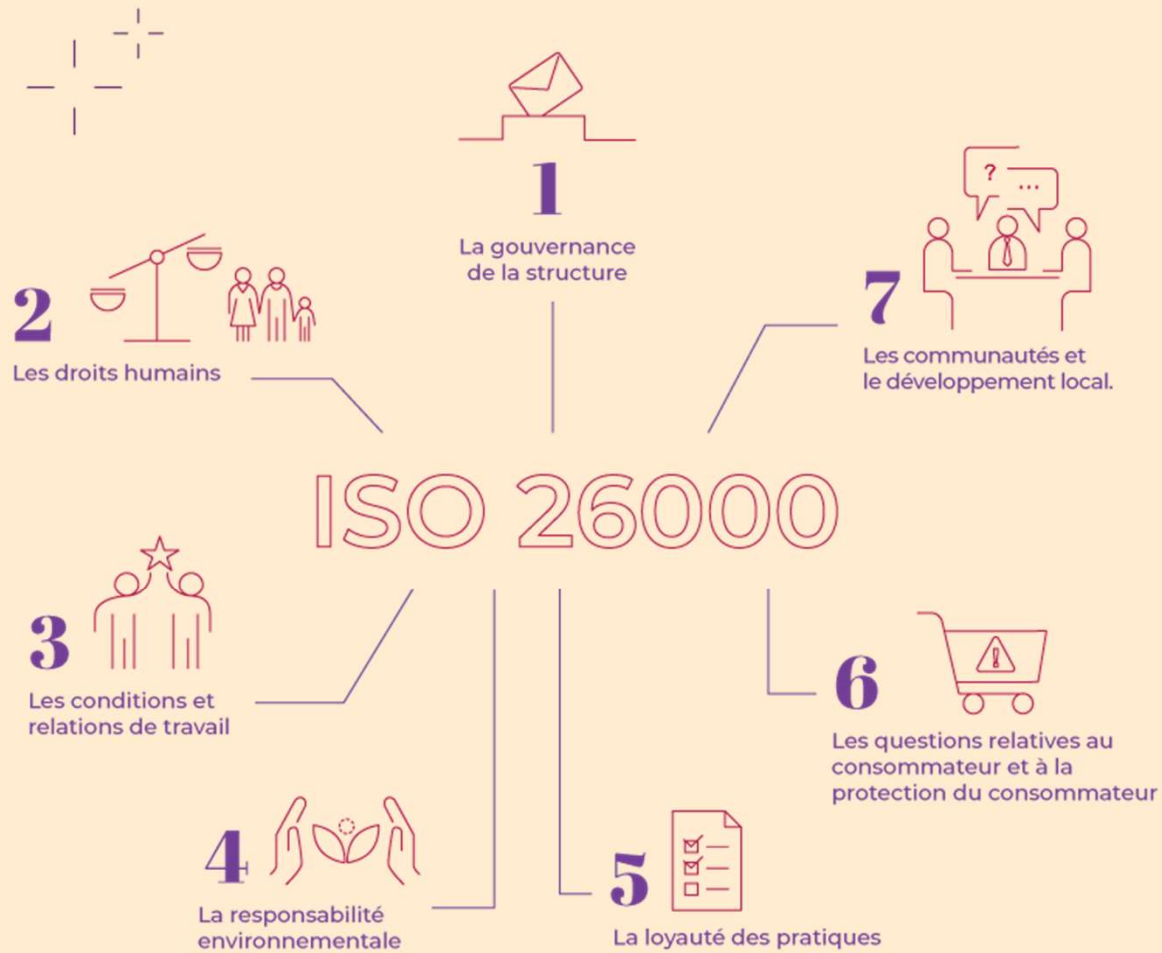 1
La gouvernance
de la structure
2
Les droits humains
7
Les communautés et
le développement local.
?
...
ISO 26000
3
Les conditions et
relations de travail
6
Les questions relatives au
consommateur et à la
protection du consommateur
!
4
La responsabilité
environnementale
5
La loyauté des pratiques